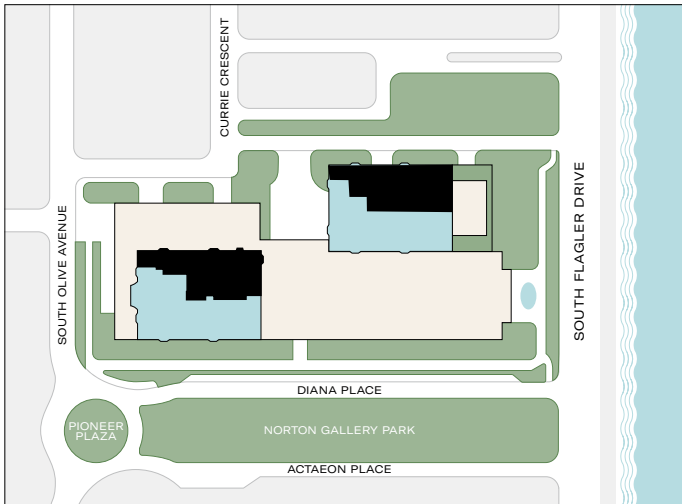 CURRIE CRESCENT
SOUTH OLIVE AVENUE
SOUTH FLAGLER DRIVE
DIANA PLACE
PIONEER
PLAZA
NORTON GALLERY PARK
ACTAEON PLACE